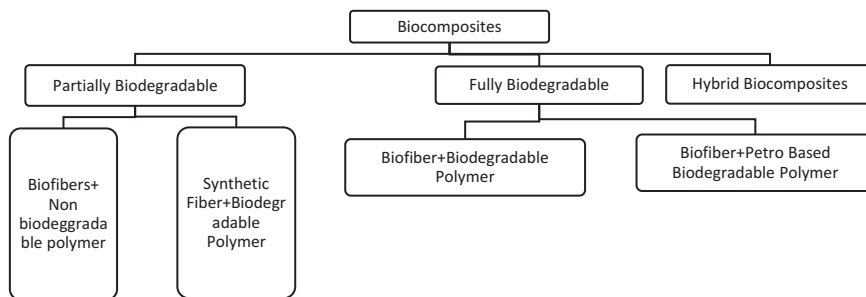 Biocomposites
Partially Biodegradable
Fully Biodegradable
Hybrid Biocomposites
Biofibers+
Non
biodeggrada
ble polymer
Synthetic
Fiber+Biodegr
adable
Polymer
Biofiber+Biodegradable
Polymer
Biofiber+Petro Based
Biodegradable Polymer